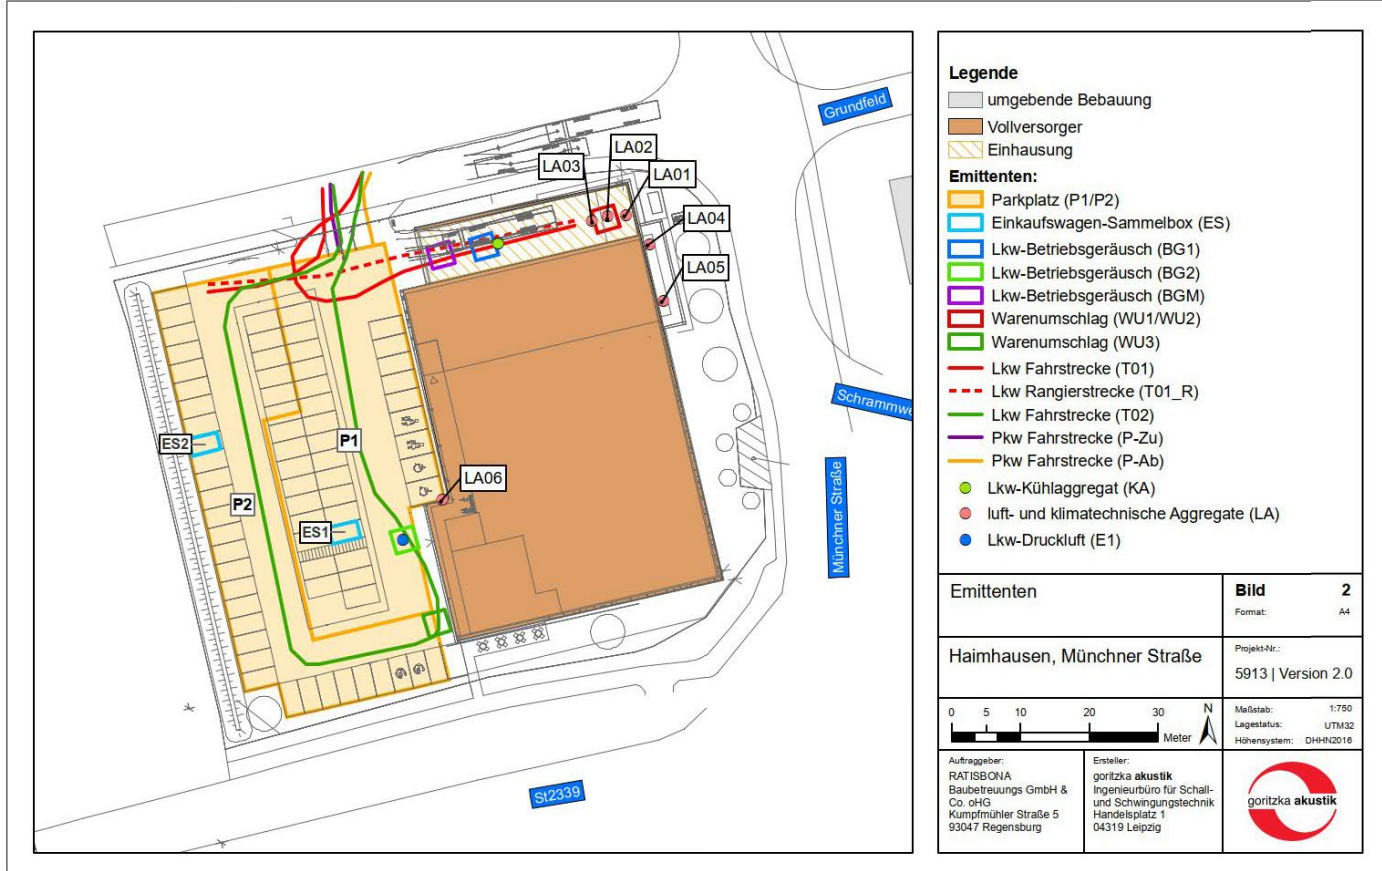 Grundfeld
LA02
LA03
LA01
LA04
LA05
Schrammwe
P1
ES2
LA06
Münchner Straße
P2
ES1
St2339
Legende
umgebende Bebauung
Vollversorger
Einhausung
Emittenten:
Parkplatz (P1/P2)
Einkaufswagen-Sammelbox (ES)
Lkw-Betriebsgeräusch (BG1)
Lkw-Betriebsgeräusch (BG2)
Lkw-Betriebsgeräusch (BGM)
Warenumschlag (WU1/WU2)
Warenumschlag (WU3)
Lkw Fahrstrecke (T01)
Lkw Rangierstrecke (T01_R)
Lkw Fahrstrecke (T02)
Pkw Fahrstrecke (P-Zu)
Pkw Fahrstrecke (P-Ab)
Lkw-Kühlaggregat (KA)
luft- und klimatechnische Aggregate (LA)
Lkw-Druckluft (E1)
Emittenten
Bild 2
Format: A4
Haimhausen, Münchner Straße
Projekt-Nr.:
5913 | Version 2.0
0 5 10 20 30
Meter
N
Maßstab: 1:750
Lagestatus: UTM32
Höhensystem: DHHN2016
Auftraggeber:
RATISBONA
Baubetreuungs GmbH &
Co. oHG
Kumpfmühler Straße 5
93047 Regensburg
Ersteller:
goritzka akustik
Ingenieurbüro für Schall-
und Schwingungstechnik
Handelsplatz 1
04319 Leipzig
goritzka akustik